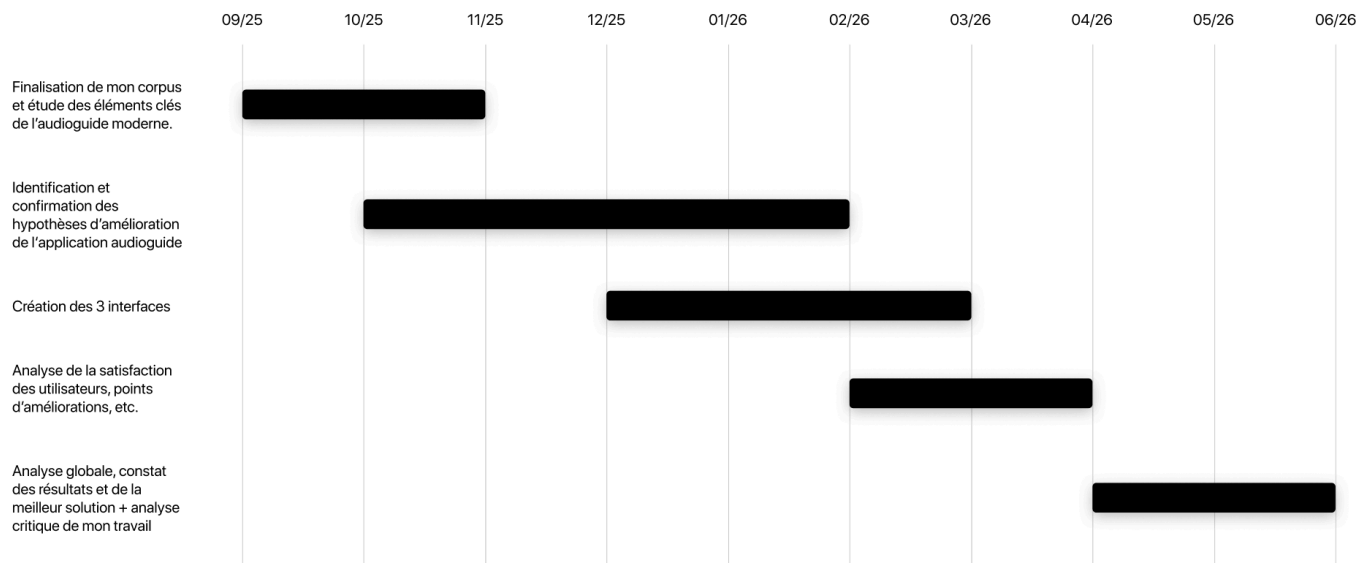 09/25 10/25 11/25 12/25 01/26 02/26 03/26 04/26 05/26 06/26
Finalisation de mon corpus
et étude des éléments clés
de l’audioguide moderne.
Identification et
confirmation des
hypothèses d’amélioration
de l’application audioguide
Création des 3 interfaces
Analyse de la satisfaction
des utilisateurs, points
d’améliorations, etc.
Analyse globale, constat
des résultats et de la
meilleur solution + analyse
critique de mon travail